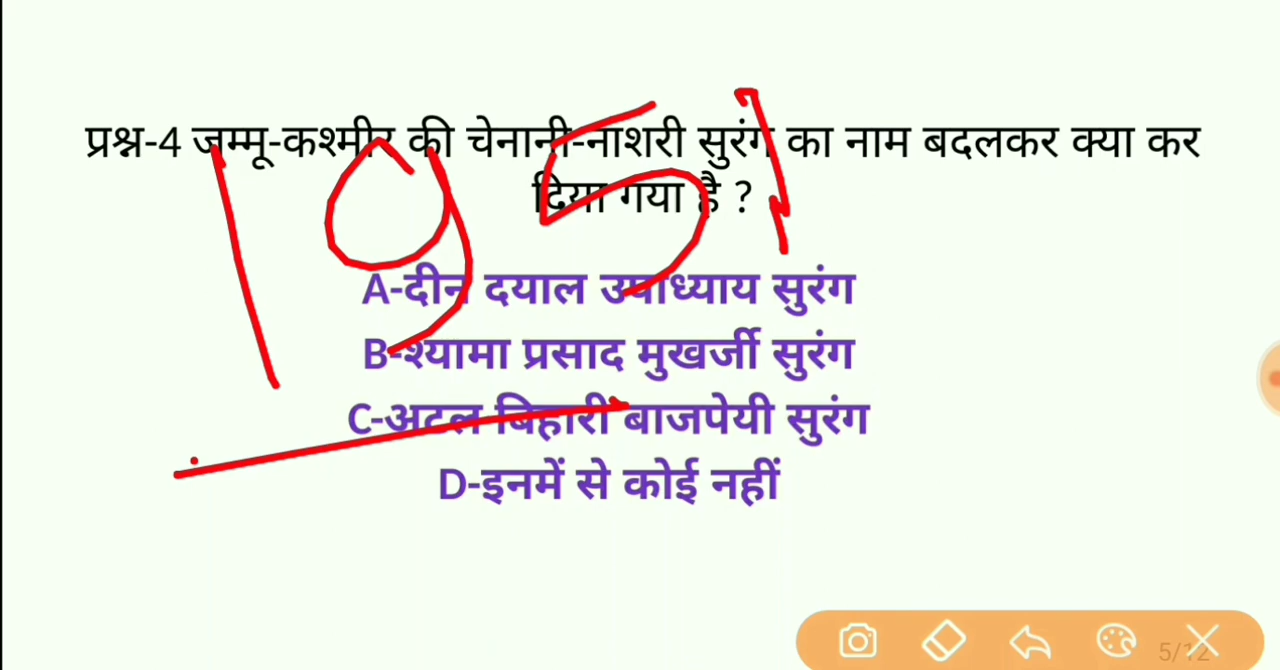 प्रश्न-4 जम्मू-कश्मीर की चेनानी-नाशरी सुरंग का नाम बदलकर क्या कर
दिया गया है ?
1951
A-दीन दयाल उपाध्याय सुरंग
B-श्यामा प्रसाद मुखर्जी सुरंग
C-अटल बिहारी बाजपेयी सुरंग
D-इनमें से कोई नहीं
5/12